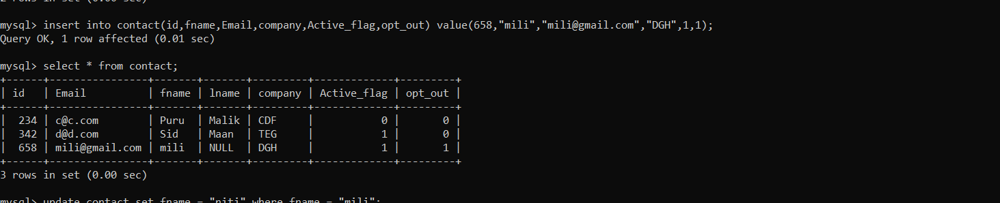 2 rows in set (0.00 sec)
mysql> insert into contact(id,fname,Email,company,Active_flag,opt_out) value(658,"mili","mili@gmail.com","DGH",1,1);
Query OK, 1 row affected (0.01 sec)
mysql> select * from contact;
+------+----------------+-------+-------+---------+-------------+---------+
| id   | Email          | fname | lname | company | Active_flag | opt_out |
+------+----------------+-------+-------+---------+-------------+---------+
|  234 | c@c.com        | Puru  | Malik | CDF     |           0 |       0 |
|  342 | d@d.com        | Sid   | Maan  | TEG     |           1 |       0 |
|  658 | mili@gmail.com | mili  | NULL  | DGH     |           1 |       1 |
+------+----------------+-------+-------+---------+-------------+---------+
3 rows in set (0.00 sec)
mysql> update contact set fname = "niti" where fname = "mili";